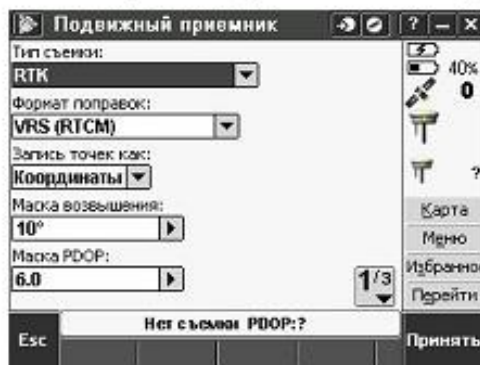 Подвижный приемник
? – ×
Тип съемки:
RTK
40%
Формат поправок:
0
VRS (RTCM)
Запись точек как:
Координаты
?
Маска возвышения:
Карта
10°
Меню
Маска PDOP:
Избранное
6.0
1/3
Перейти
Нет съемки PDOP:?
Esc
Принять